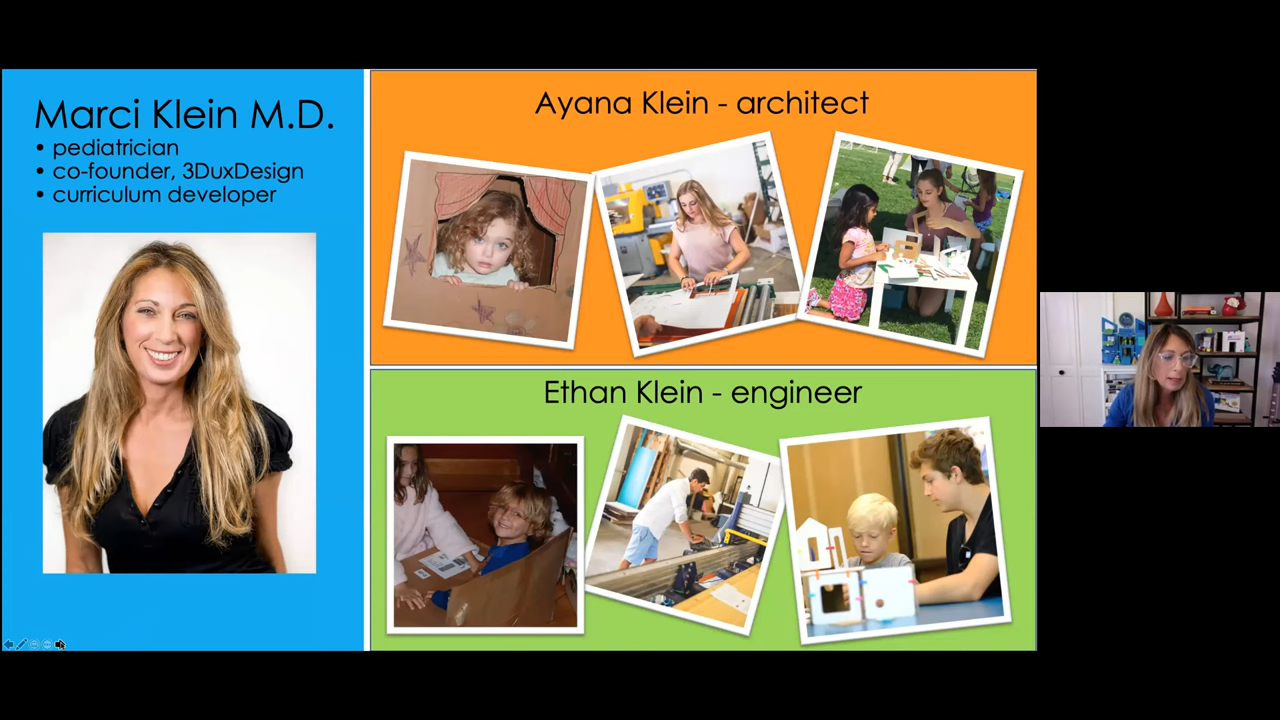 Marci Klein M.D.
• pediatrician
• co-founder, 3DuxDesign
• curriculum developer
Ayana Klein - architect
Ethan Klein - engineer